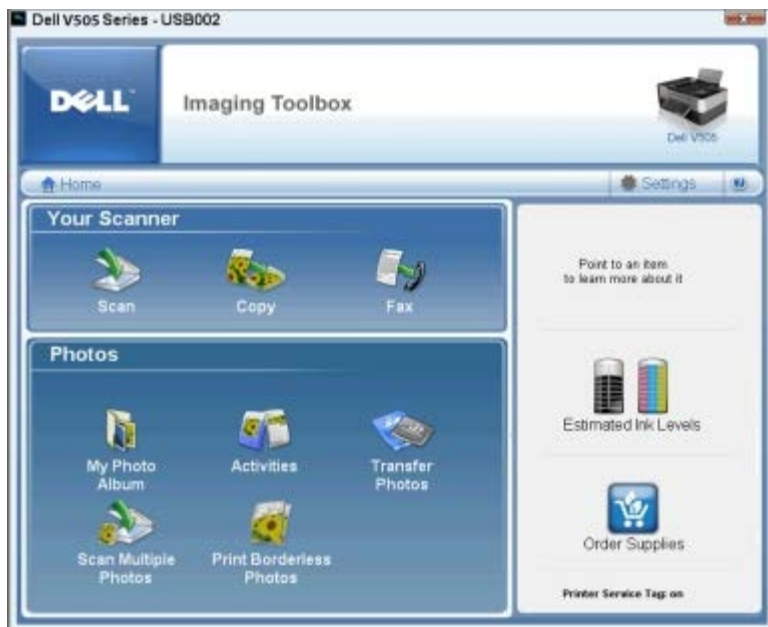 Dell V505 Series - USB002
DELL
Imaging Toolbox
Dell V505
Home
Settings
Your Scanner
Scan
Copy
Fax
Photos
My Photo
Album
Activities
Transfer
Photos
Scan Multiple
Photos
Print Borderless
Photos
Point to an item
to learn more about it
Estimated Ink Levels
Order Supplies
Printer Service Tag: on